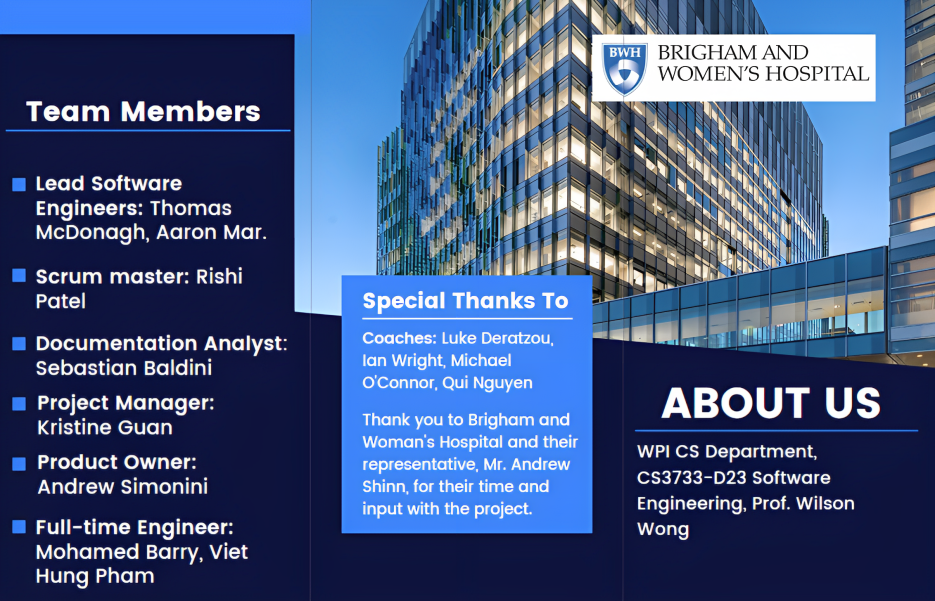 Team Members
Lead Software
Engineers: Thomas
McDonagh, Aaron Mar.
Scrum master: Rishi
Patel
Documentation Analyst:
Sebastian Baldini
Project Manager:
Kristine Guan
Product Owner:
Andrew Simonini
Full-time Engineer:
Mohamed Barry, Viet
Hung Pham
Special Thanks To
Coaches: Luke Deratzou,
Ian Wright, Michael
O'Connor, Qui Nguyen
Thank you to Brigham and
Woman's Hospital and their
representative, Mr. Andrew
Shinn, for their time and
input with the project.
BWH
BRIGHAM AND
WOMEN'S HOSPITAL
ABOUT US
WPI CS Department,
CS3733-D23 Software
Engineering, Prof. Wilson
Wong